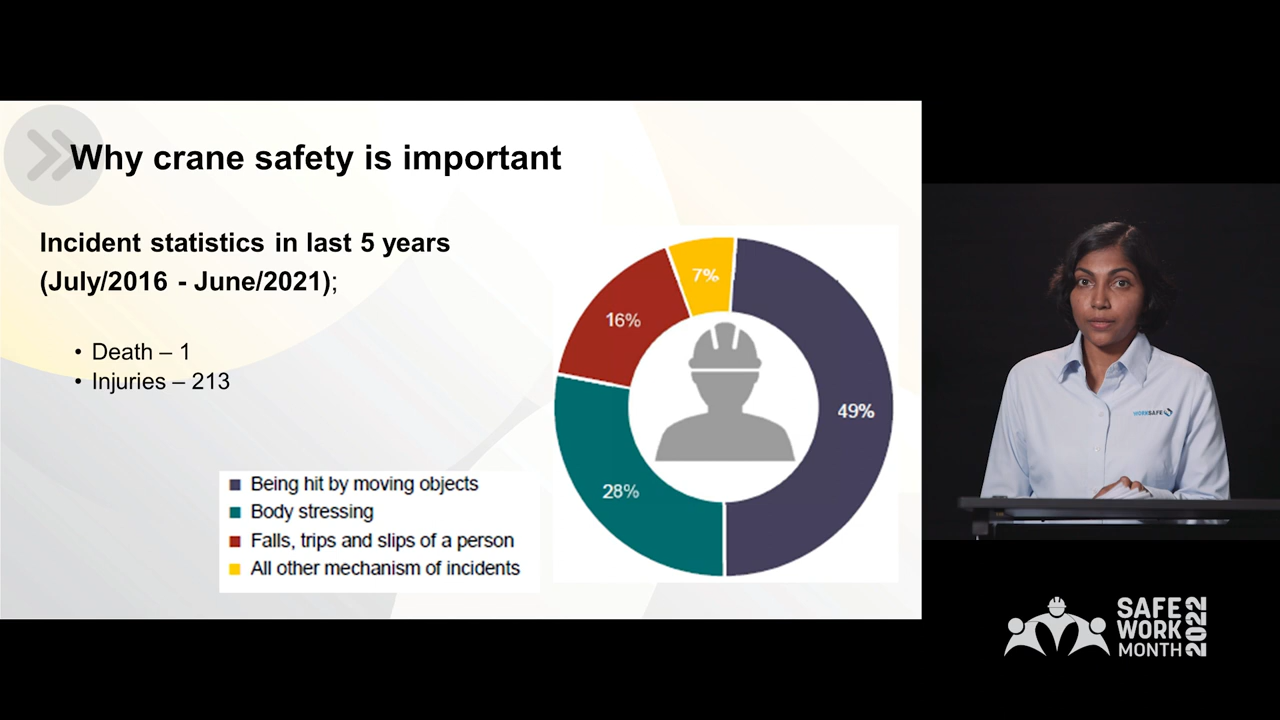 Why crane safety is important
Incident statistics in last 5 years
(July/2016 - June/2021);
• Death – 1
• Injuries – 213
7%
16%
49%
28%
Being hit by moving objects
Body stressing
Falls, trips and slips of a person
All other mechanism of incidents
WORKSAFE
SAFE
WORK
MONTH
2022